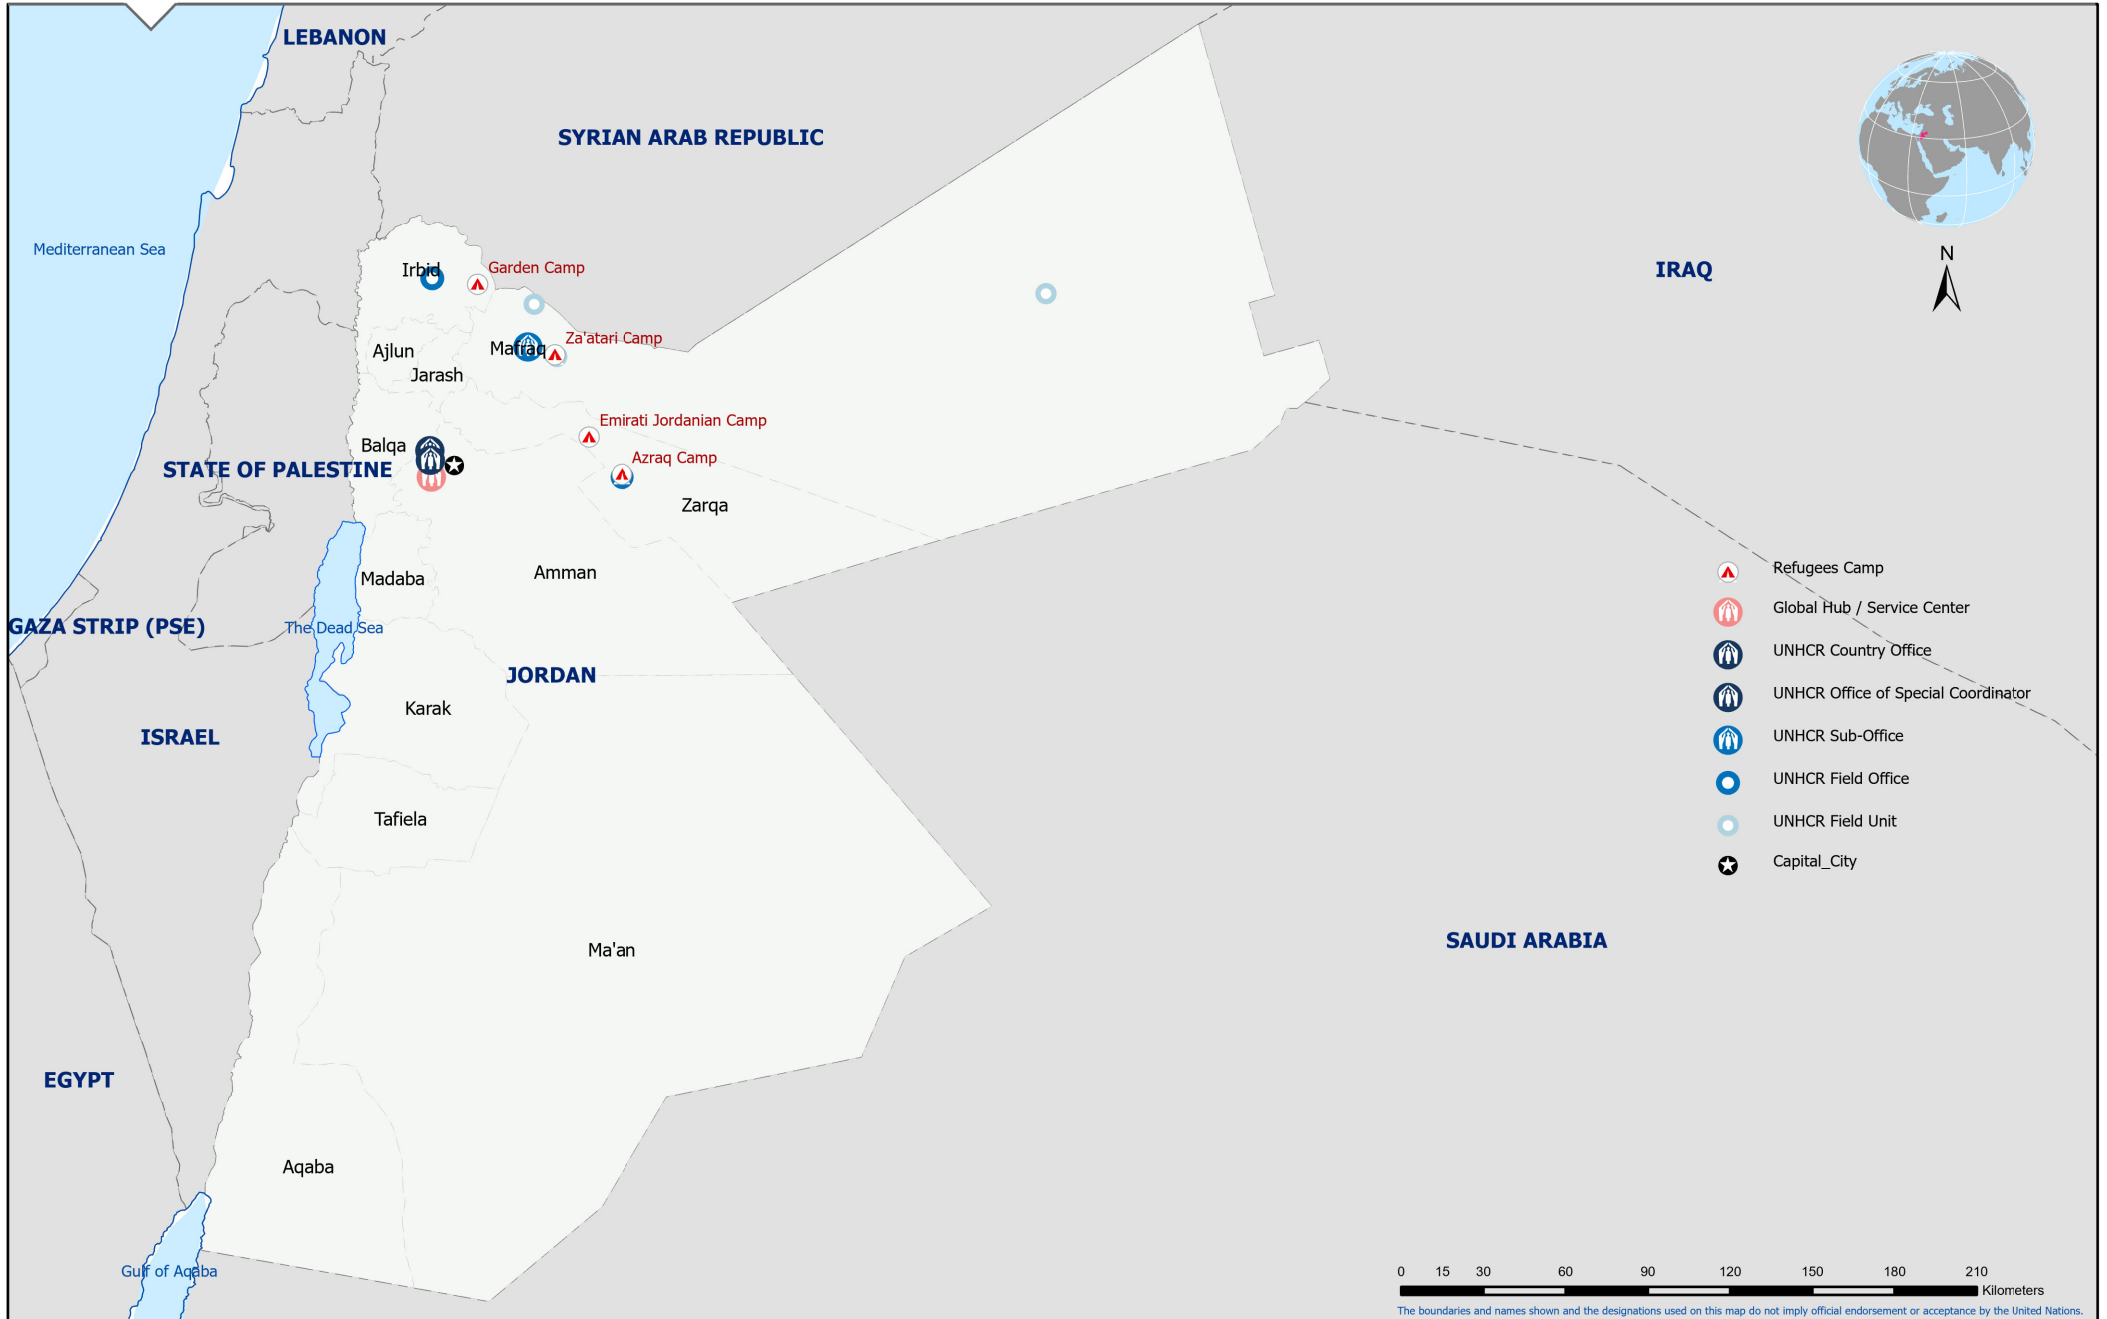 LEBANON
SYRIAN ARAB REPUBLIC
Mediterranean Sea
N
IRAQ
Irbid
Garden Camp
Za'atari Camp
Mafraq
Ajlun
Jarash
Emirati Jordanian Camp
Balqa
Azraq Camp
STATE OF PALESTINE
Zarqa
Amman
Madaba
The Dead Sea
GAZA STRIP (PSE)
JORDAN
Karak
ISRAEL
Tafiela
Ma'an
SAUDI ARABIA
EGYPT
Aqaba
Gulf of Aqaba
Refugees Camp
Global Hub / Service Center
UNHCR Country Office
UNHCR Office of Special Coordinator
UNHCR Sub-Office
UNHCR Field Office
UNHCR Field Unit
Capital_City
0 15 30 60 90 120 150 180 210
Kilometers
The boundaries and names shown and the designations used on this map do not imply official endorsement or acceptance by the United Nations.